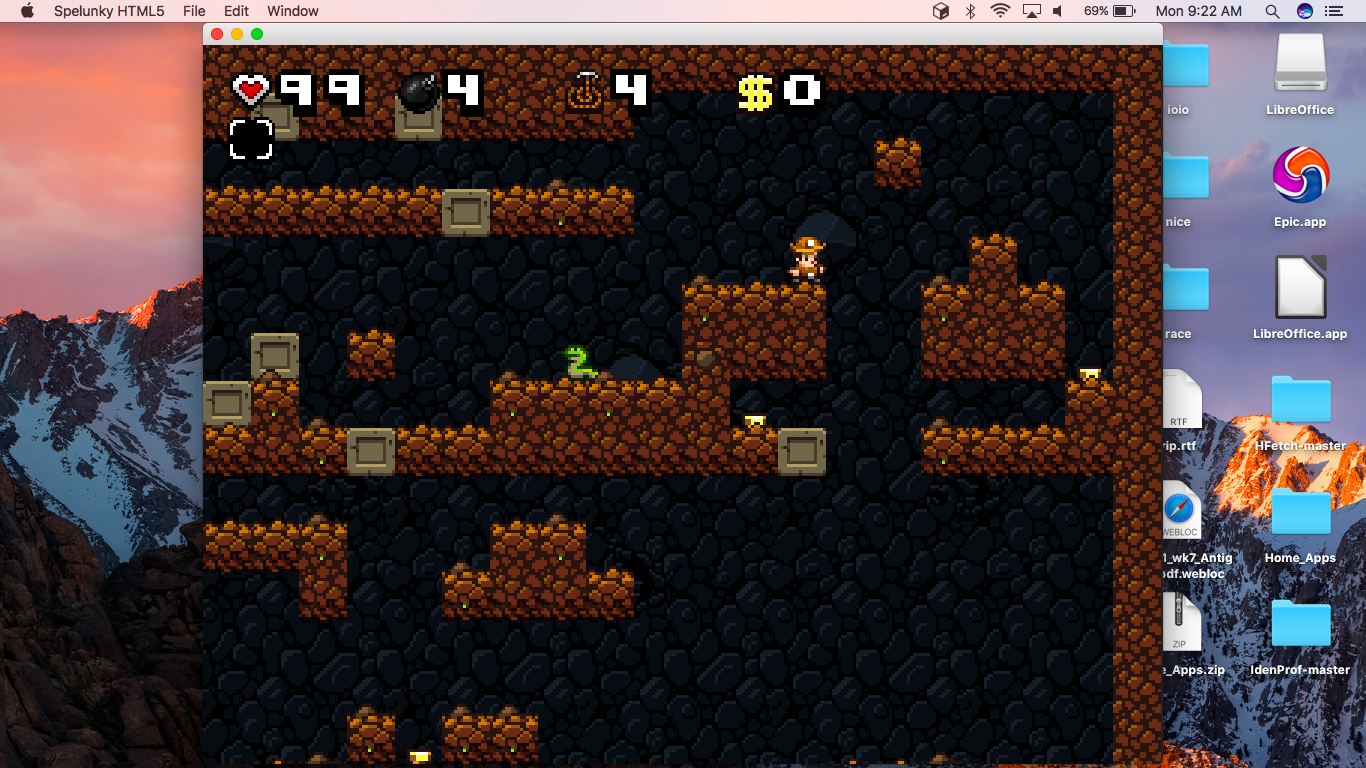 Spelunky HTML5 File Edit Window 69% Mon 9:22 AM
99 4 4 $ 0
ioio LibreOffice
nice Epic.app
race LibreOffice.app
RTF
rip.rtf HFetch-master
WEBLOC
1_wk7_Antig Home_Apps
pdf.webloc
ZIP
e_Apps.zip IdenProf-master